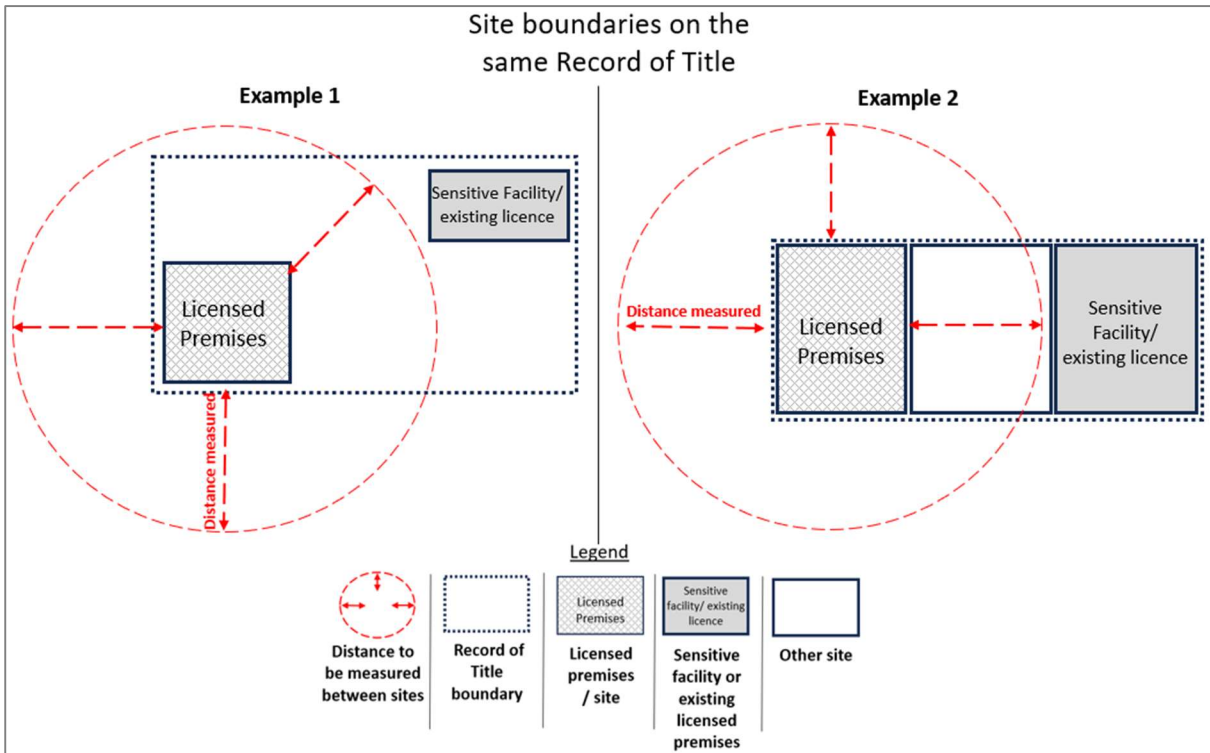 Site boundaries on the
same Record of Title
Example 1
Sensitive Facility/
existing licence
Licensed
Premises
Distance measured
Example 2
Distance measured
Licensed
Premises
Sensitive
Facility/
existing licence
Legend
Licensed
Premises
Sensitive
facility/ existing
licence
Distance to
be measured
between sites
Record of
Title
boundary
Licensed
premises
/ site
Sensitive
facility or
existing
licensed
premises
Other site